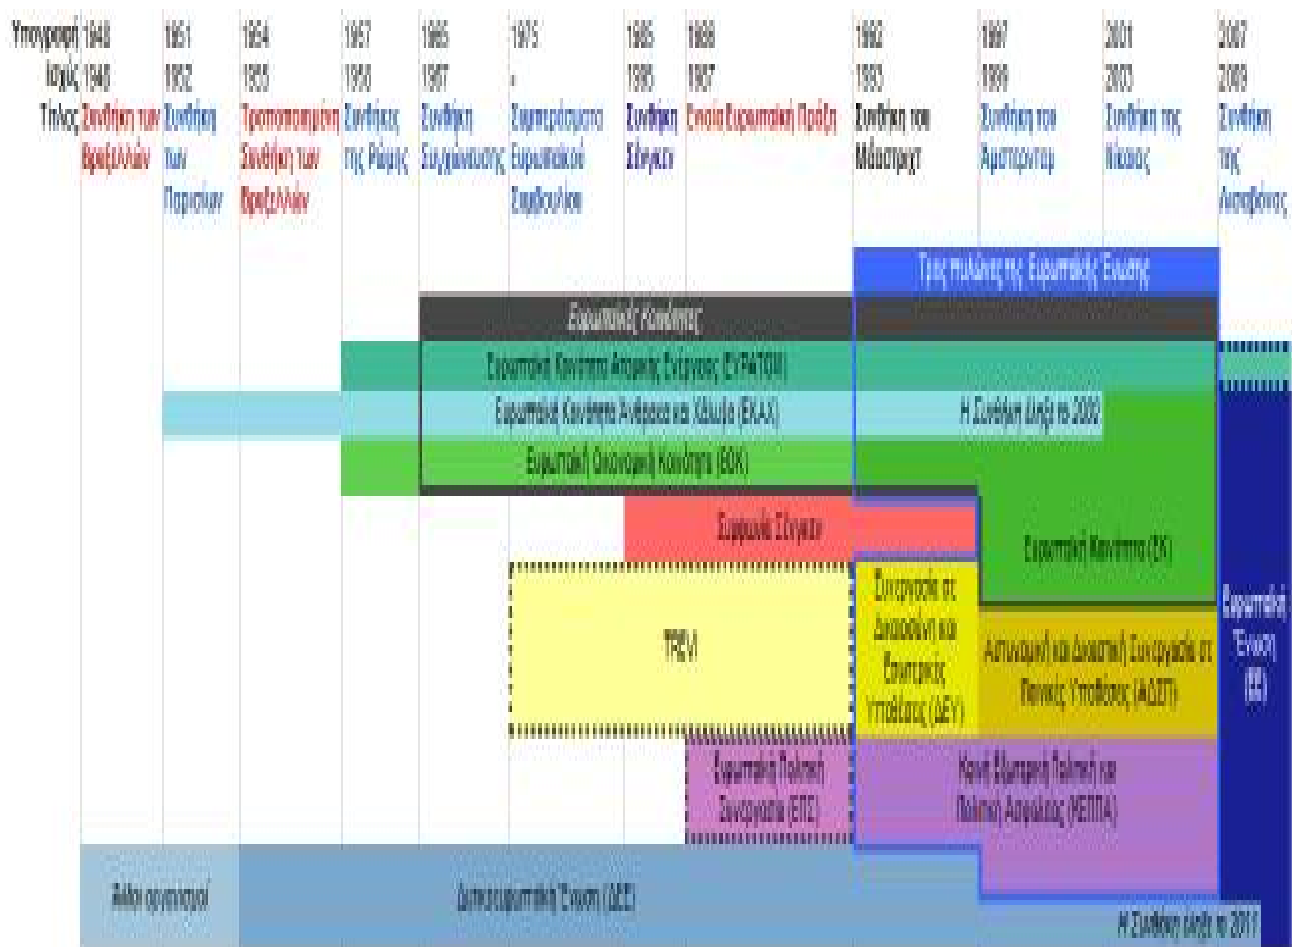 Υπογραφή 1948 1951 1954 1957 1965 1975 1985 1986 1992 1997 2001 2007
Ισχύς 1948 1952 1955 1958 1967 - 1985 1987 1993 1999 2003 2009
Τίτλος Συνθήκη των Συνθήκη Τροποποιημένη Συνθήκες Συνθήκη Συμπεράσματα Συνθήκη Ενιαία Ευρωπαϊκή Πράξη Συνθήκη του Συνθήκη του Συνθήκη της Συνθήκη
Βρυξελλών των Συνθήκη των της Ρώμης Συγχώνευσης Ευρωπαϊκού Σένγκεν Μάαστριχτ Άμστερνταμ Νίκαιας της
Παρισίων Βρυξελλών Συμβουλίου Λισαβόνας
Τρεις πυλώνες της Ευρωπαϊκής Ένωσης
Ευρωπαϊκές Κοινότητες
Ευρωπαϊκή Κοινότητα Ατομικής Ενέργειας (ΕΥΡΑΤΟΜ)
Ευρωπαϊκή Κοινότητα Άνθρακα και Χάλυβα (ΕΚΑΧ) Η Συνθήκη έληξε το 2002
Ευρωπαϊκή Οικονομική Κοινότητα (ΕΟΚ)
Συμφωνία Σένγκεν
Ευρωπαϊκή Κοινότητα (ΕΚ)
TREVI
Συνεργασία σε
Δικαιοσύνη και
Εσωτερικές
Υποθέσεις (ΔΕΥ)
Αστυνομική και Δικαστική Συνεργασία σε
Ποινικές Υποθέσεις (ΑΔΣΠ)
Ευρωπαϊκή
Ένωση
(ΕΕ)
Ευρωπαϊκή Πολιτική
Συνεργασία (ΕΠΣ)
Κοινή Εξωτερική Πολιτική και
Πολιτική Ασφαλείας (ΚΕΠΠΑ)
Άλλοι οργανισμοί
Δυτικοευρωπαϊκή Ένωση (ΔΕΕ)
Η Συνθήκη έληξε το 2011